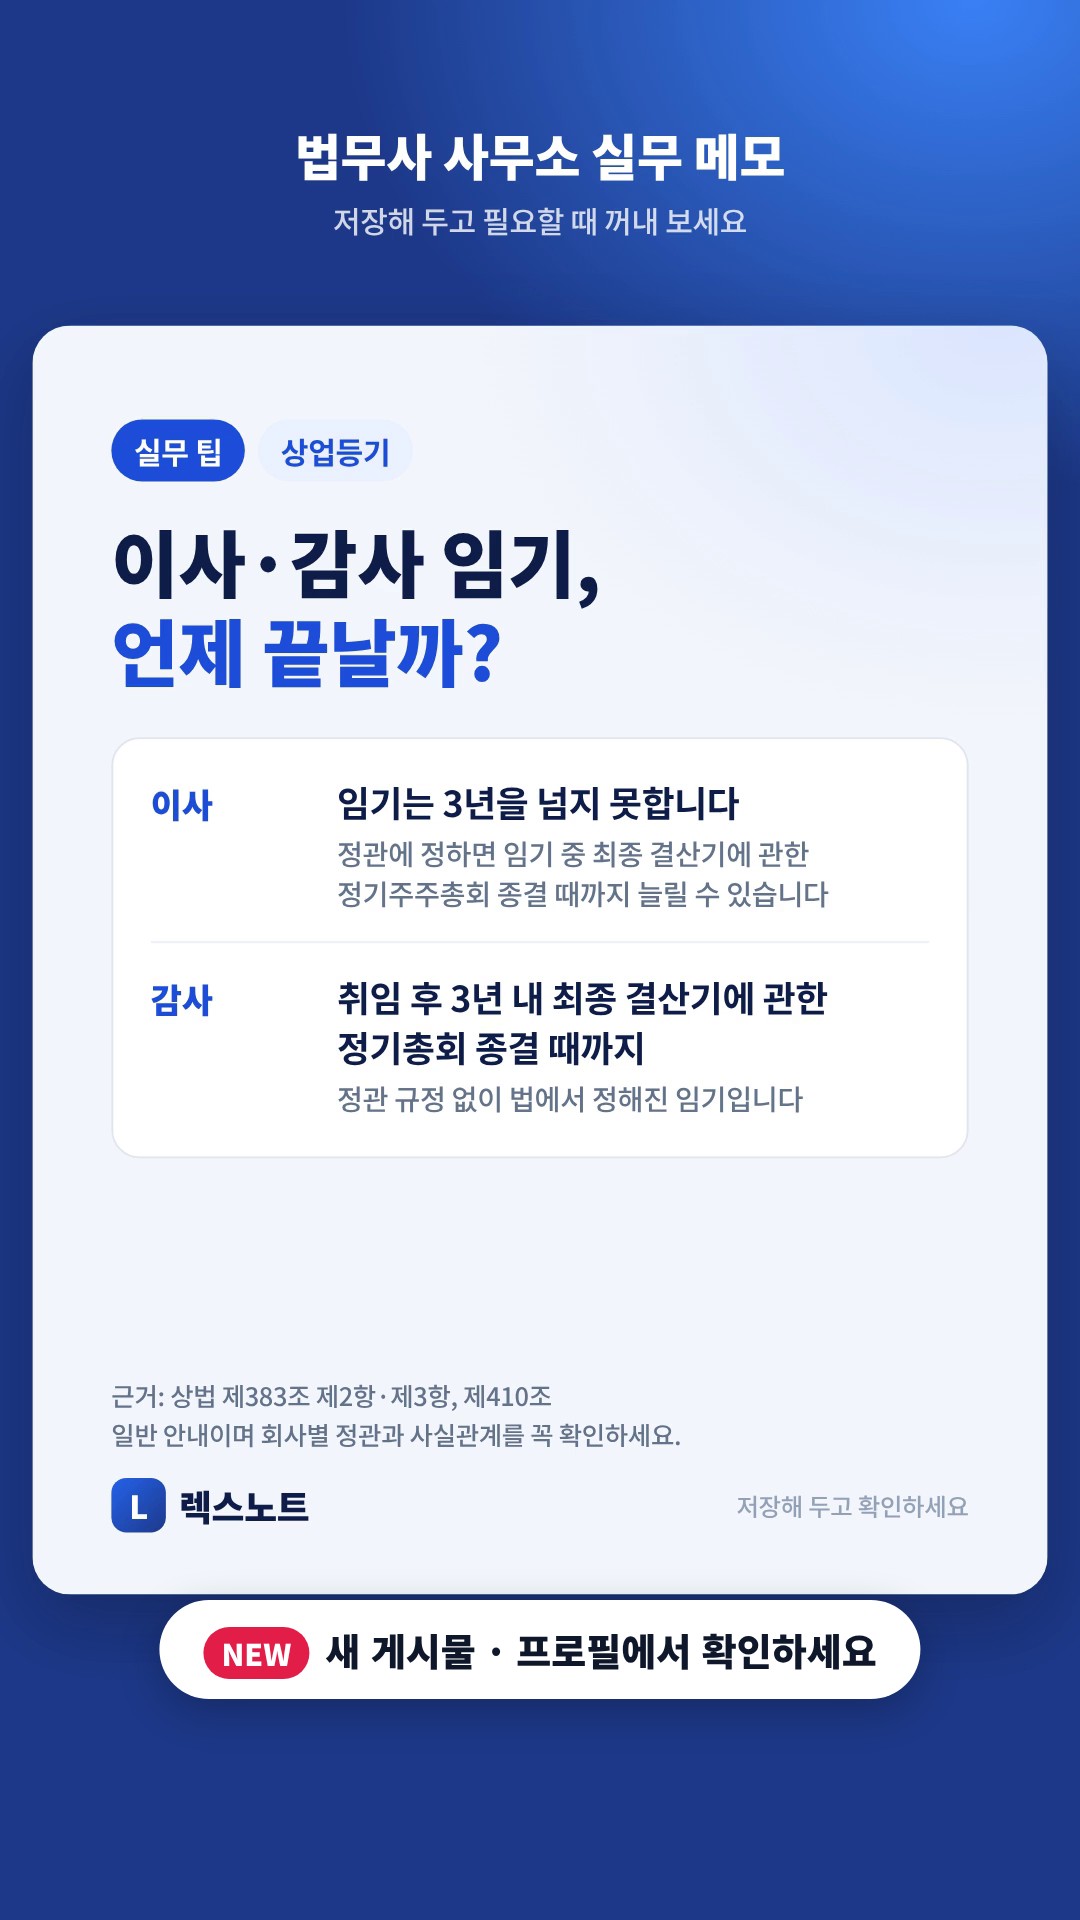 법무사 사무소 실무 메모
저장해 두고 필요할 때 꺼내 보세요
실무 팁 상업등기
이사·감사 임기,
언제 끝날까?
이사
임기는 3년을 넘지 못합니다
정관에 정하면 임기 중 최종 결산기에 관한
정기주주총회 종결 때까지 늘릴 수 있습니다
감사
취임 후 3년 내 최종 결산기에 관한
정기총회 종결 때까지
정관 규정 없이 법에서 정해진 임기입니다
근거: 상법 제383조 제2항·제3항, 제410조
일반 안내이며 회사별 정관과 사실관계를 꼭 확인하세요.
L 렉스노트
저장해 두고 확인하세요
NEW 새 게시물 · 프로필에서 확인하세요